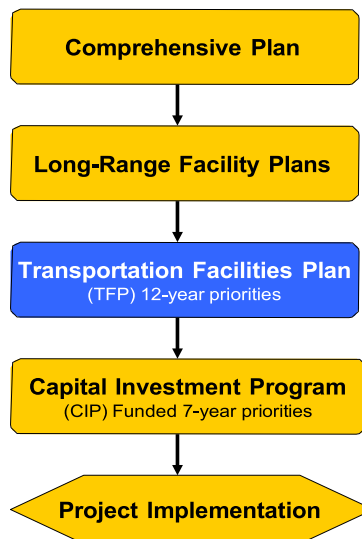 Comprehensive Plan
Long-Range Facility Plans
Transportation Facilities Plan
(TFP) 12-year priorities
Capital Investment Program
(CIP) Funded 7-year priorities
Project Implementation